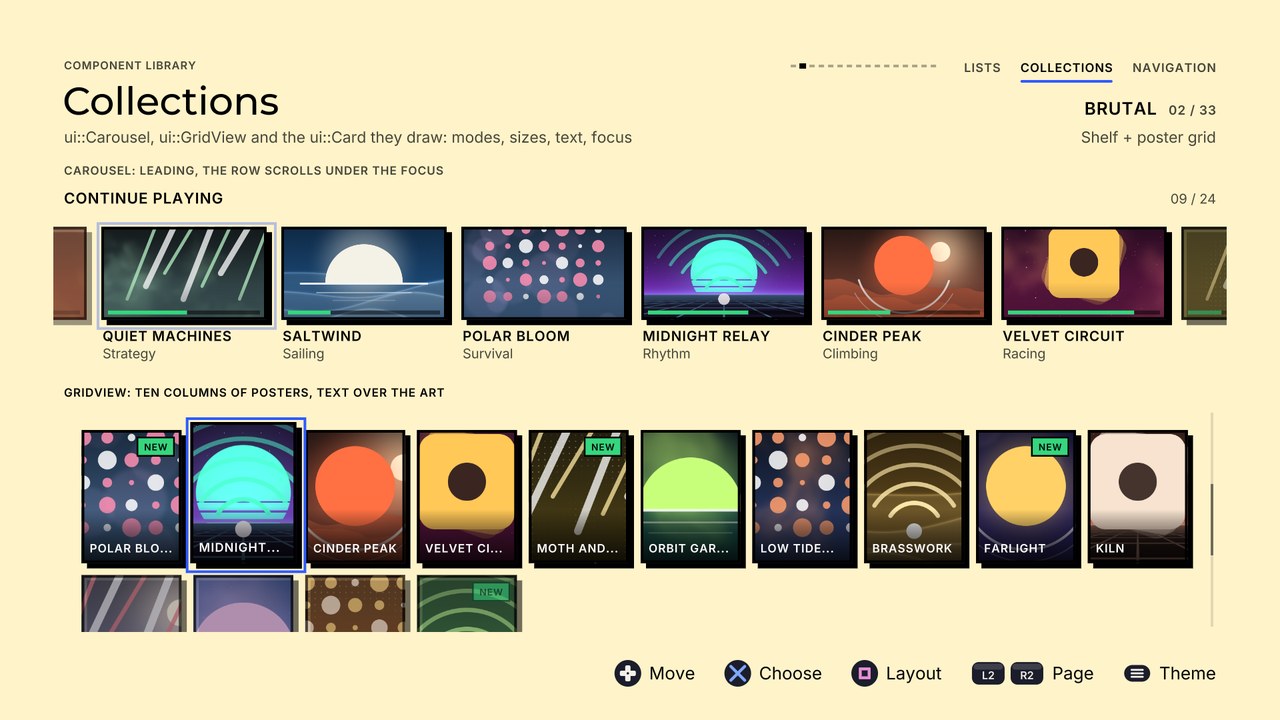 COMPONENT LIBRARY
LISTS COLLECTIONS NAVIGATION
Collections
BRUTAL 02 / 33
ui::Carousel, ui::GridView and the ui::Card they draw: modes, sizes, text, focus
Shelf + poster grid
CAROUSEL: LEADING, THE ROW SCROLLS UNDER THE FOCUS
CONTINUE PLAYING
09 / 24
QUIET MACHINES SALTWIND POLAR BLOOM MIDNIGHT RELAY CINDER PEAK VELVET CIRCUIT
Strategy Sailing Survival Rhythm Climbing Racing
GRIDVIEW: TEN COLUMNS OF POSTERS, TEXT OVER THE ART
NEW NEW NEW
POLAR BLO... MIDNIGHT... CINDER PEAK VELVET CI... MOTH AND... ORBIT GAR... LOW TIDE... BRASSWORK FARLIGHT KILN
NEW
Move Choose Layout L2 R2 Page Theme